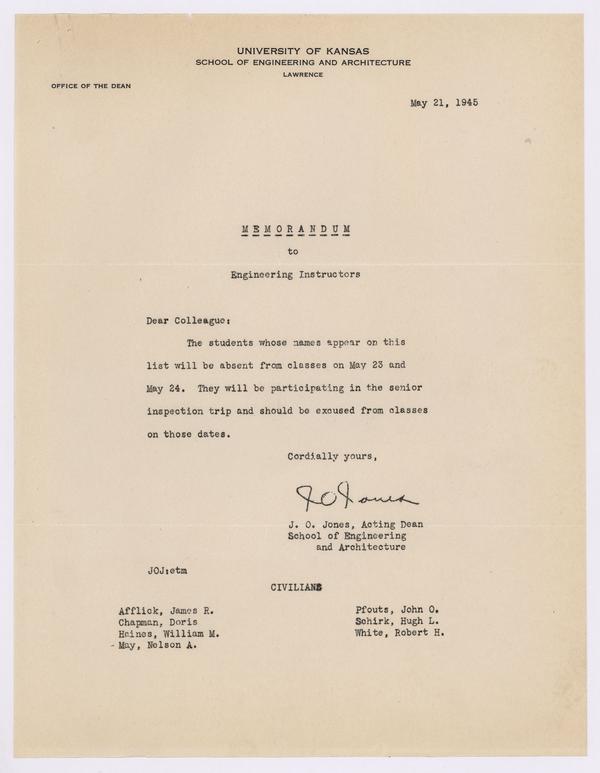 UNIVERSITY OF KANSAS
SCHOOL OF ENGINEERING AND ARCHITECTURE
LAWRENCE
OFFICE OF THE DEAN
May 21, 1945
MEMORANDUM
to
Engineering Instructors
Dear Colleague:
The students whose names appear on this
list will be absent from classes on May 23 and
May 24. They will be participating in the senior
inspection trip and should be excused from classes
on those dates.
Cordially yours,
J O Jones
J. O. Jones, Acting Dean
School of Engineering
and Architecture
JOJ:etm
CIVILIANS
Afflick, James R.
Chapman, Doris
Haines, William M.
- May, Nelson A.
Pfouts, John O.
Schirk, Hugh L.
White, Robert H.